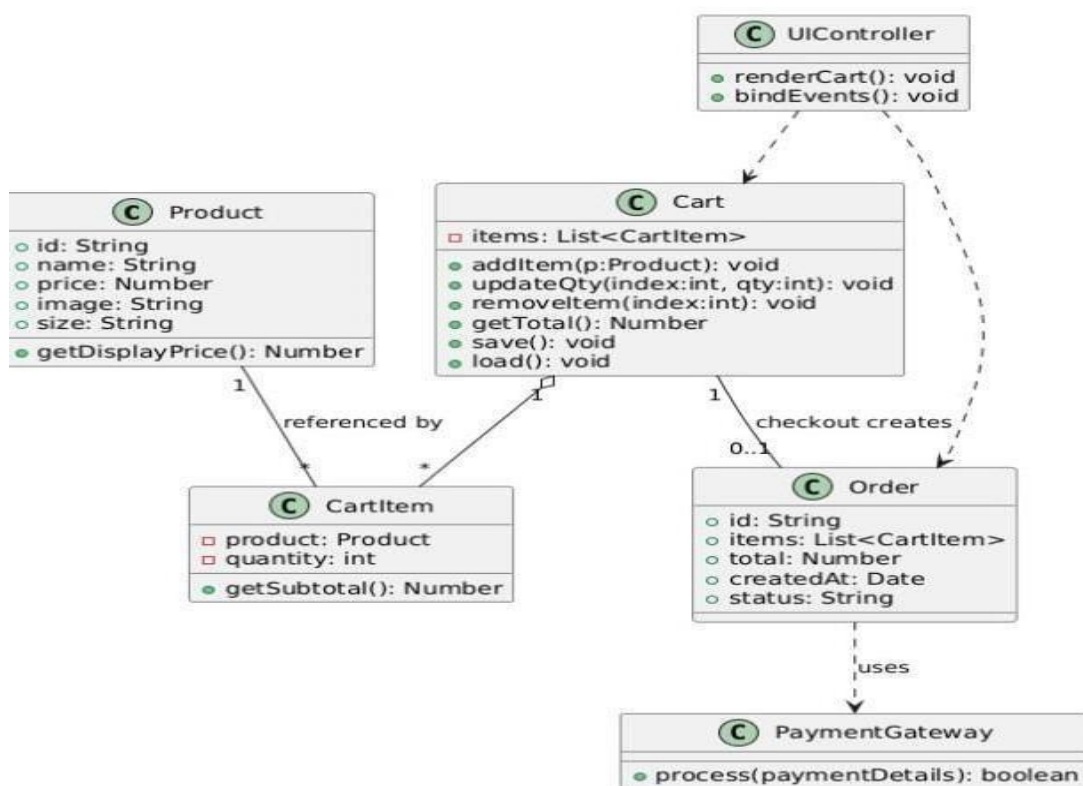 C UIController
renderCart(): void
bindEvents(): void
C Product
id: String
name: String
price: Number
image: String
size: String
getDisplayPrice(): Number
C Cart
items: List<CartItem>
addItem(p:Product): void
updateQty(index:int, qty:int): void
removeItem(index:int): void
getTotal(): Number
save(): void
load(): void
1
1
1
referenced by
checkout creates
*
*
0..1
C CartItem
product: Product
quantity: int
getSubtotal(): Number
C Order
id: String
items: List<CartItem>
total: Number
createdAt: Date
status: String
uses
C PaymentGateway
process(paymentDetails): boolean